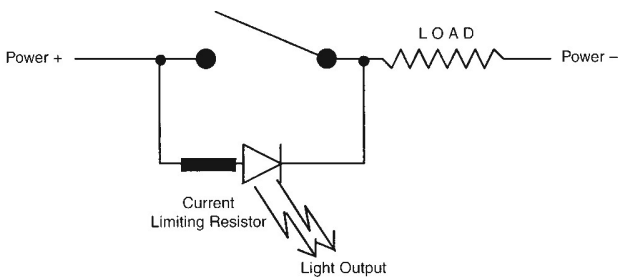 LOAD
Power +
Power –
Current
Limiting Resistor
Light Output